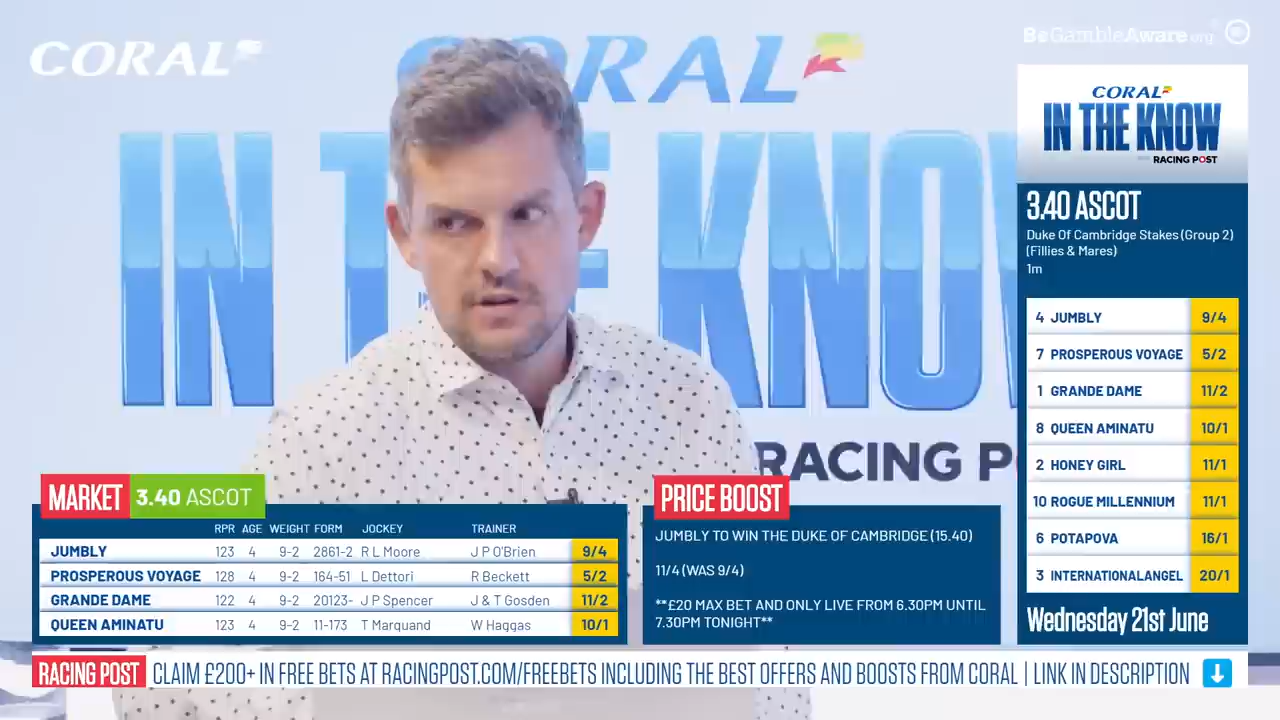 CORAL
CORAL
BeGambleAware.org
IN THE KNOW
RACING P
CORAL
IN THE KNOW
RACING POST
3.40 ASCOT
Duke Of Cambridge Stakes (Group 2)
(Fillies & Mares)
1m
4 JUMBLY 9/4
7 PROSPEROUS VOYAGE 5/2
1 GRANDE DAME 11/2
8 QUEEN AMINATU 10/1
2 HONEY GIRL 11/1
10 ROGUE MILLENNIUM 11/1
6 POTAPOVA 16/1
3 INTERNATIONALANGEL 20/1
Wednesday 21st June
MARKET 3.40 ASCOT
RPR AGE WEIGHT FORM JOCKEY TRAINER
JUMBLY 123 4 9-2 2861-2 R L Moore J P O'Brien 9/4
PROSPEROUS VOYAGE 128 4 9-2 164-51 L Dettori R Beckett 5/2
GRANDE DAME 122 4 9-2 20123- J P Spencer J & T Gosden 11/2
QUEEN AMINATU 123 4 9-2 11-173 T Marquand W Haggas 10/1
PRICE BOOST
JUMBLY TO WIN THE DUKE OF CAMBRIDGE (15.40)
11/4 (WAS 9/4)
**£20 MAX BET AND ONLY LIVE FROM 6.30PM UNTIL
7.30PM TONIGHT**
RACING POST CLAIM £200+ IN FREE BETS AT RACINGPOST.COM/FREEBETS INCLUDING THE BEST OFFERS AND BOOSTS FROM CORAL | LINK IN DESCRIPTION